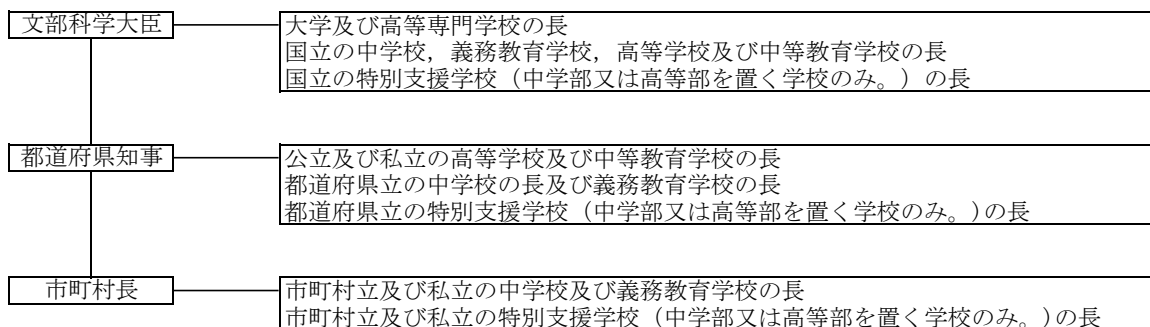 文部科学大臣
大学及び高等専門学校の長
国立の中学校，義務教育学校，高等学校及び中等教育学校の長
国立の特別支援学校（中学部又は高等部を置く学校のみ。）の長
都道府県知事
公立及び私立の高等学校及び中等教育学校の長
都道府県立の中学校の長及び義務教育学校の長
都道府県立の特別支援学校（中学部又は高等部を置く学校のみ。）の長
市町村長
市町村立及び私立の中学校及び義務教育学校の長
市町村立及び私立の特別支援学校（中学部又は高等部を置く学校のみ。）の長